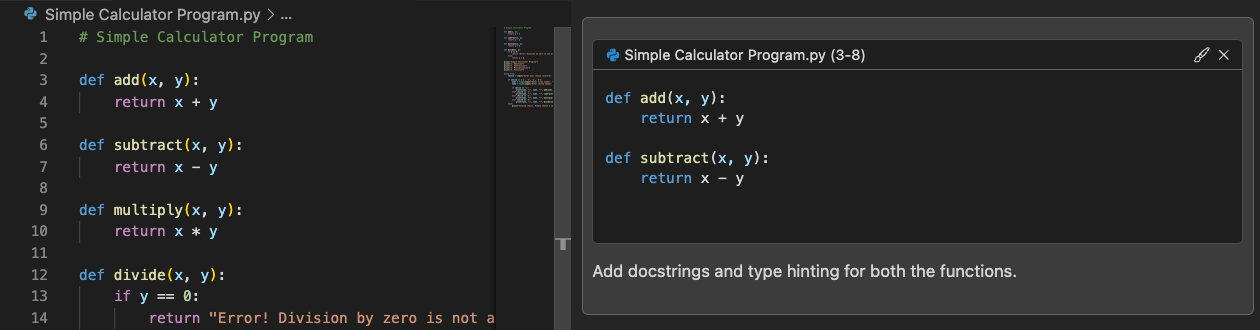 Simple Calculator Program.py > ...
1 # Simple Calculator Program
2
3 def add(x, y):
4     return x + y
5
6 def subtract(x, y):
7     return x - y
8
9 def multiply(x, y):
10     return x * y
11
12 def divide(x, y):
13     if y == 0:
14         return "Error! Division by zero is not a
Simple Calculator Program.py (3-8)
def add(x, y):
    return x + y
def subtract(x, y):
    return x - y
Add docstrings and type hinting for both the functions.